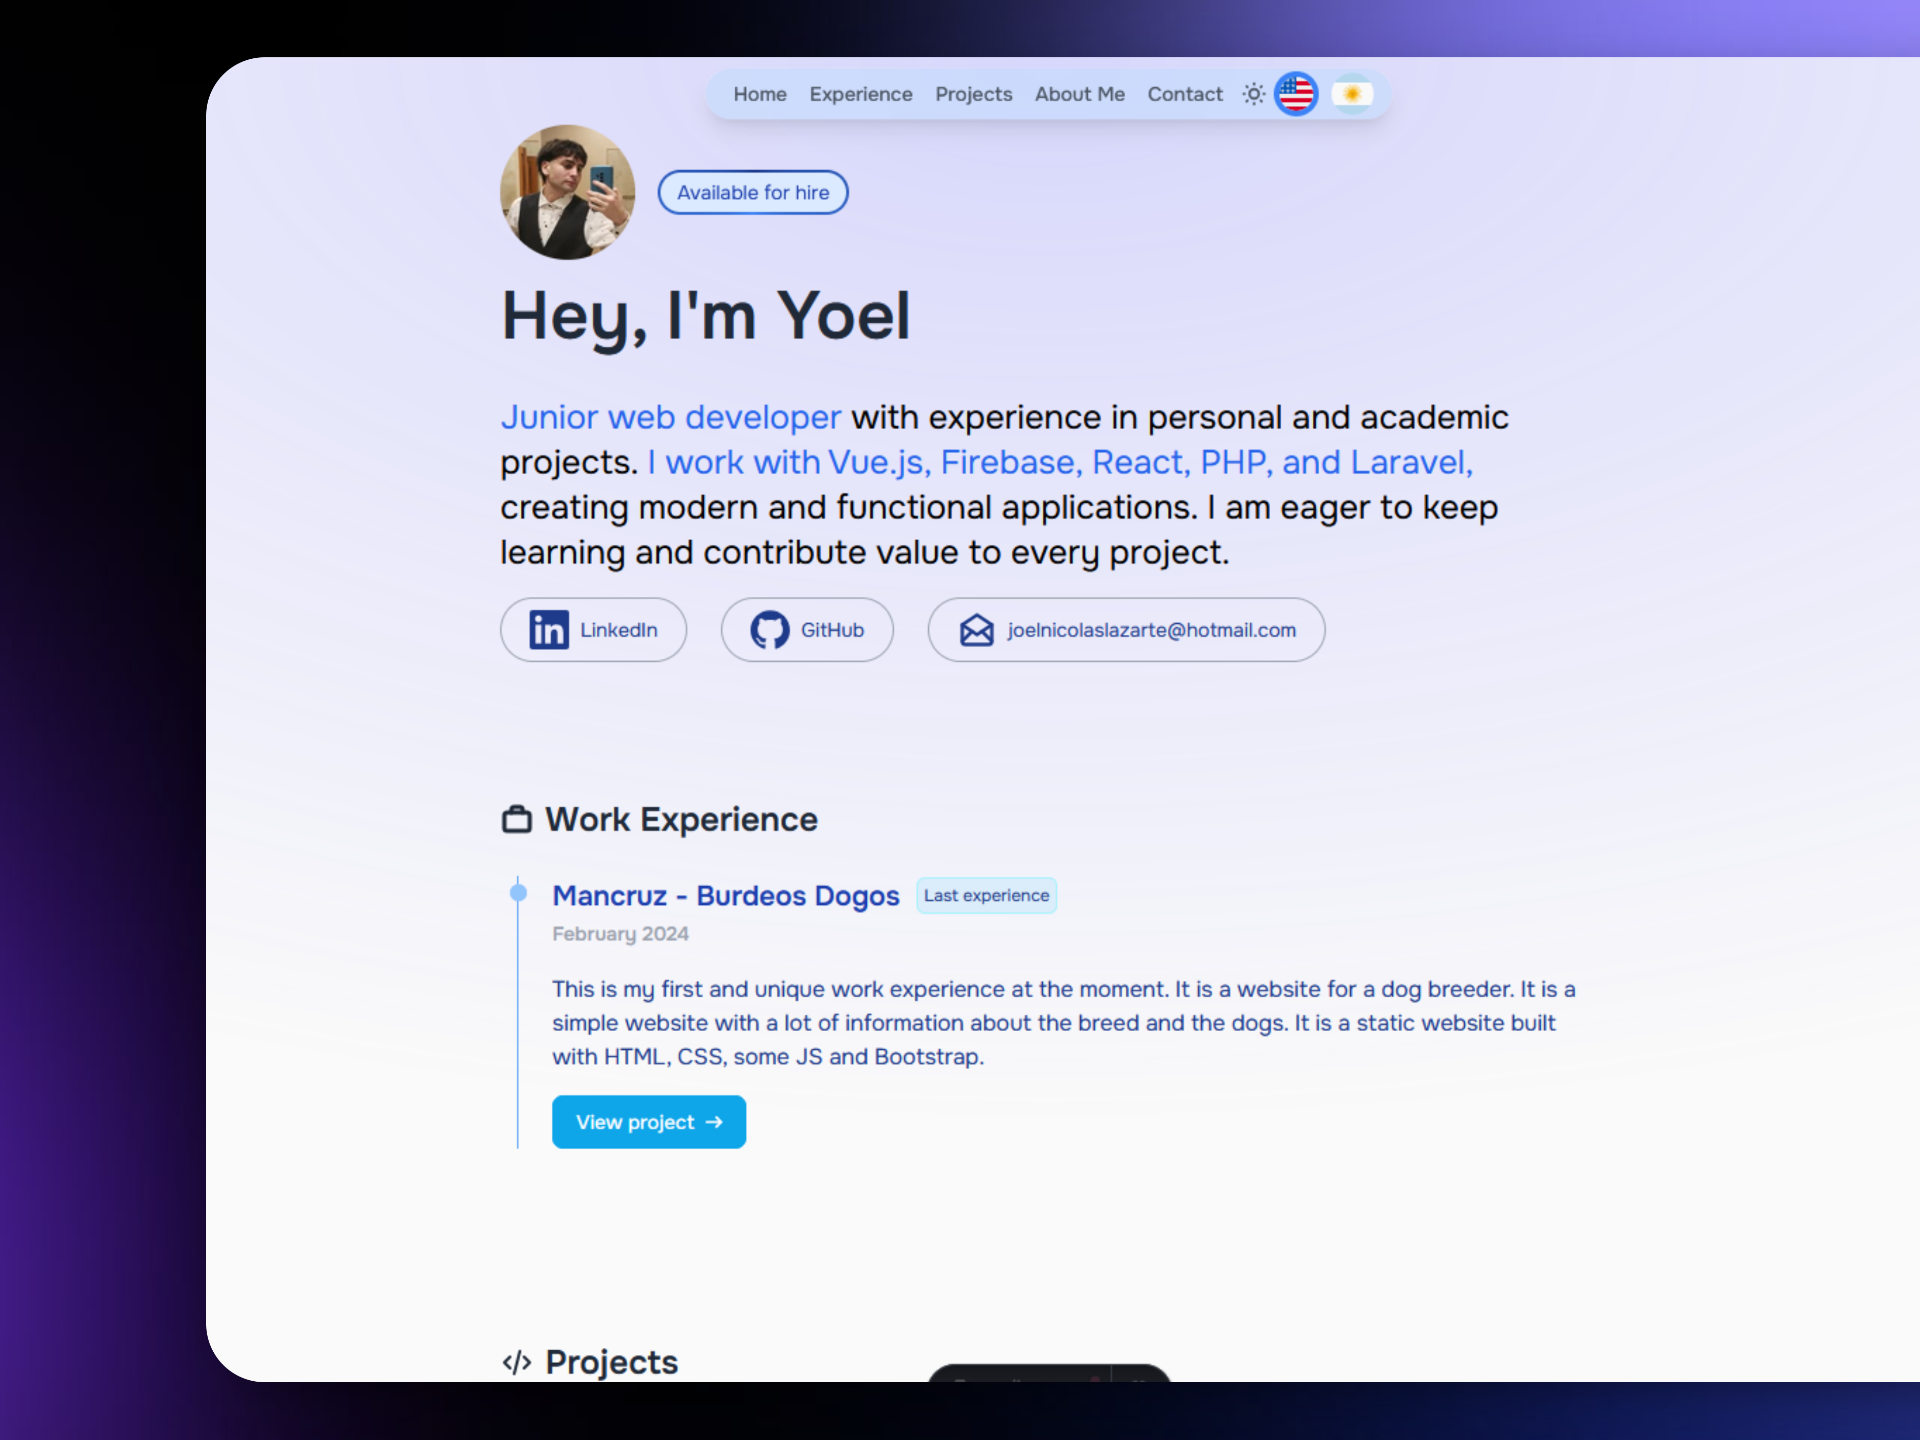 Home Experience Projects About Me Contact
Available for hire
Hey, I'm Yoel
Junior web developer with experience in personal and academic
projects. I work with Vue.js, Firebase, React, PHP, and Laravel,
creating modern and functional applications. I am eager to keep
learning and contribute value to every project.
LinkedIn GitHub joelnicolaslazarte@hotmail.com
Work Experience
Mancruz - Burdeos Dogos Last experience
February 2024
This is my first and unique work experience at the moment. It is a website for a dog breeder. It is a
simple website with a lot of information about the breed and the dogs. It is a static website built
with HTML, CSS, some JS and Bootstrap.
View project →
</> Projects